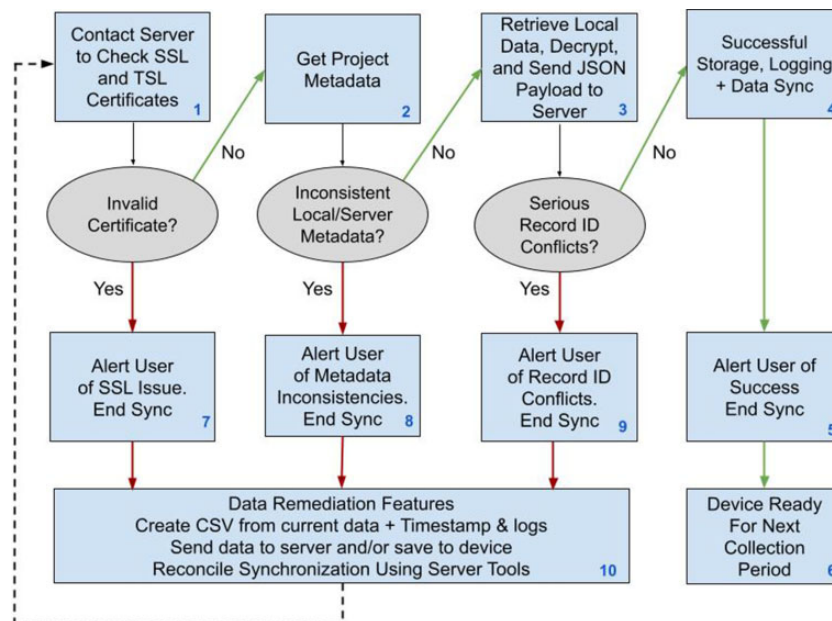 Contact Server
to Check SSL
and TSL
Certificates
1
Get Project
Metadata
2
Retrieve Local
Data, Decrypt,
and Send JSON
Payload to
Server
3
Successful
Storage, Logging
+ Data Sync
4
No
No
No
Invalid
Certificate?
Inconsistent
Local/Server
Metadata?
Serious
Record ID
Conflicts?
Yes
Yes
Yes
Alert User
of SSL Issue.
End Sync
7
Alert User
of Metadata
Inconsistencies.
End Sync
8
Alert User
of Record ID
Conflicts.
End Sync
9
Alert User of
Success
End Sync
5
Data Remediation Features
Create CSV from current data + Timestamp & logs
Send data to server and/or save to device
Reconcile Synchronization Using Server Tools
10
Device Ready
For Next
Collection
Period
6